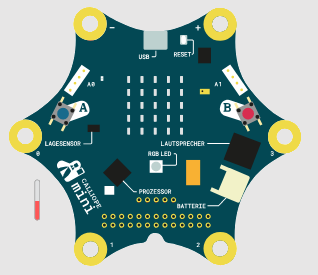 − +
USB
RESET
A0
A1
A
B
LAGESENSOR
LAUTSPRECHER
0
3
RGB LED
CALLIOPE
mini
PROZESSOR
BATTERIE
1
2